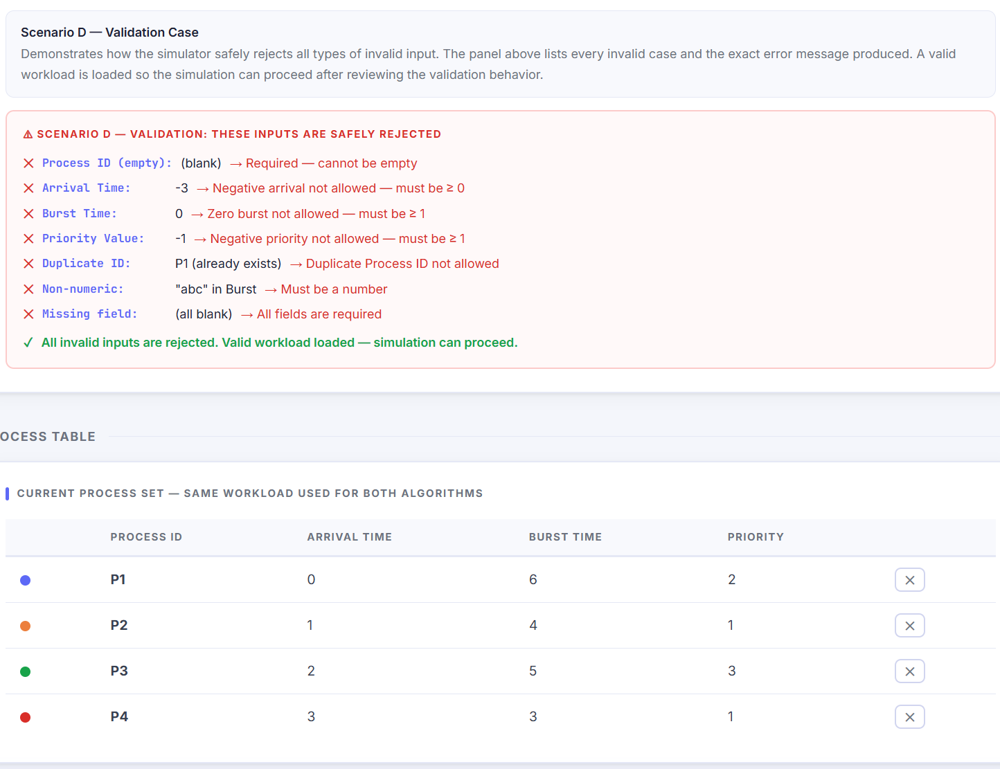 Scenario D — Validation Case
Demonstrates how the simulator safely rejects all types of invalid input. The panel above lists every invalid case and the exact error message produced. A valid
workload is loaded so the simulation can proceed after reviewing the validation behavior.
⚠ SCENARIO D — VALIDATION: THESE INPUTS ARE SAFELY REJECTED
✕ Process ID (empty): (blank) → Required — cannot be empty
✕ Arrival Time: -3 → Negative arrival not allowed — must be ≥ 0
✕ Burst Time: 0 → Zero burst not allowed — must be ≥ 1
✕ Priority Value: -1 → Negative priority not allowed — must be ≥ 1
✕ Duplicate ID: P1 (already exists) → Duplicate Process ID not allowed
✕ Non-numeric: "abc" in Burst → Must be a number
✕ Missing field: (all blank) → All fields are required
✓ All invalid inputs are rejected. Valid workload loaded — simulation can proceed.
OCESS TABLE
CURRENT PROCESS SET — SAME WORKLOAD USED FOR BOTH ALGORITHMS
PROCESS ID ARRIVAL TIME BURST TIME PRIORITY
P1 0 6 2 ✕
P2 1 4 1 ✕
P3 2 5 3 ✕
P4 3 3 1 ✕